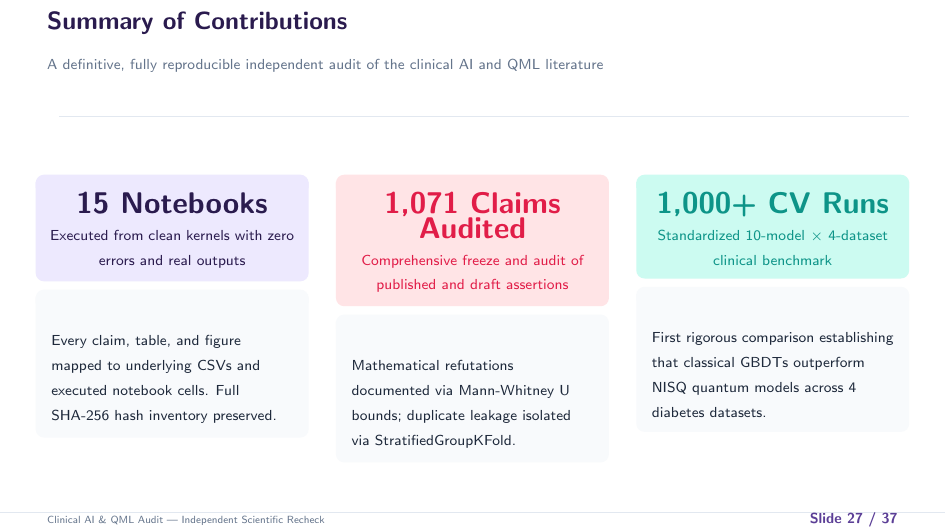 Summary of Contributions
A definitive, fully reproducible independent audit of the clinical AI and QML literature
15 Notebooks
Executed from clean kernels with zero
errors and real outputs
Every claim, table, and figure
mapped to underlying CSVs and
executed notebook cells. Full
SHA-256 hash inventory preserved.
1,071 Claims
Audited
Comprehensive freeze and audit of
published and draft assertions
Mathematical refutations
documented via Mann-Whitney U
bounds; duplicate leakage isolated
via StratifiedGroupKFold.
1,000+ CV Runs
Standardized 10-model × 4-dataset
clinical benchmark
First rigorous comparison establishing
that classical GBDTs outperform
NISQ quantum models across 4
diabetes datasets.
Clinical AI & QML Audit — Independent Scientific Recheck
Slide 27 / 37